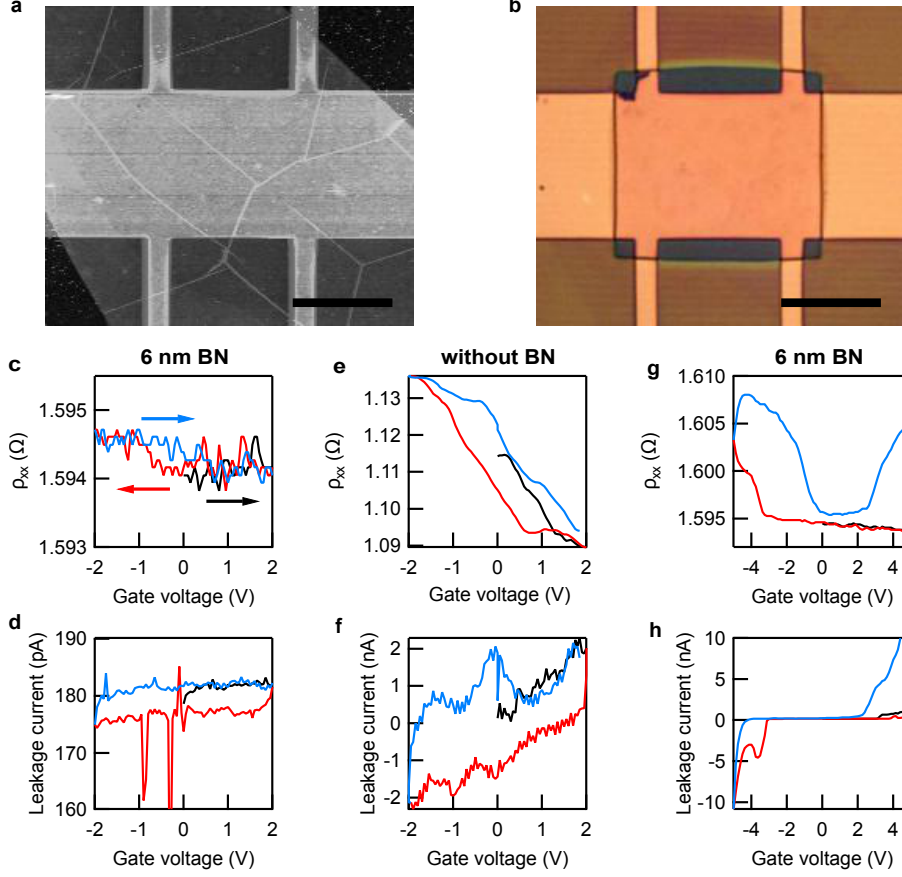 a
b
c
6 nm BN
1.595
1.594
1.593
ρxx (Ω)
-2 -1 0 1 2
Gate voltage (V)
e
without BN
1.13
1.12
1.11
1.10
1.09
ρxx (Ω)
-2 -1 0 1 2
Gate voltage (V)
g
6 nm BN
1.610
1.605
1.600
1.595
ρxx (Ω)
-4 -2 0 2 4
Gate voltage (V)
d
190
180
170
160
Leakage current (pA)
-2 -1 0 1 2
Gate voltage (V)
f
2
1
0
-1
-2
Leakage current (nA)
-2 -1 0 1 2
Gate voltage (V)
h
10
5
0
-5
-10
Leakage current (nA)
-4 -2 0 2 4
Gate voltage (V)